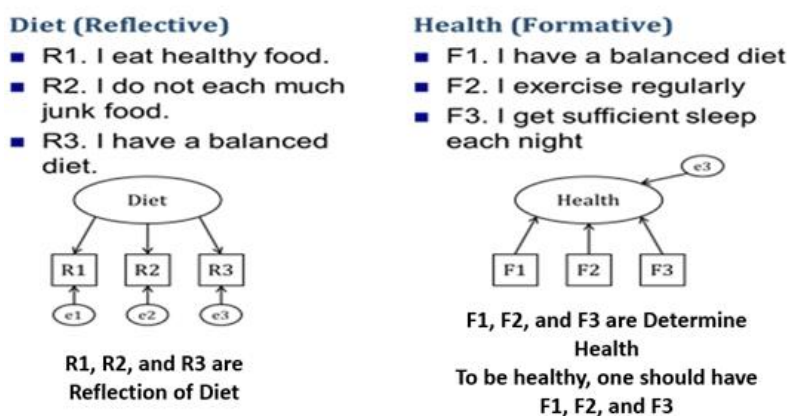 Diet (Reflective)
R1. I eat healthy food.
R2. I do not each much
junk food.
R3. I have a balanced
diet.
Diet
R1 R2 R3
e1 e2 e3
R1, R2, and R3 are
Reflection of Diet
Health (Formative)
F1. I have a balanced diet
F2. I exercise regularly
F3. I get sufficient sleep
each night
e3
Health
F1 F2 F3
F1, F2, and F3 are Determine
Health
To be healthy, one should have
F1, F2, and F3